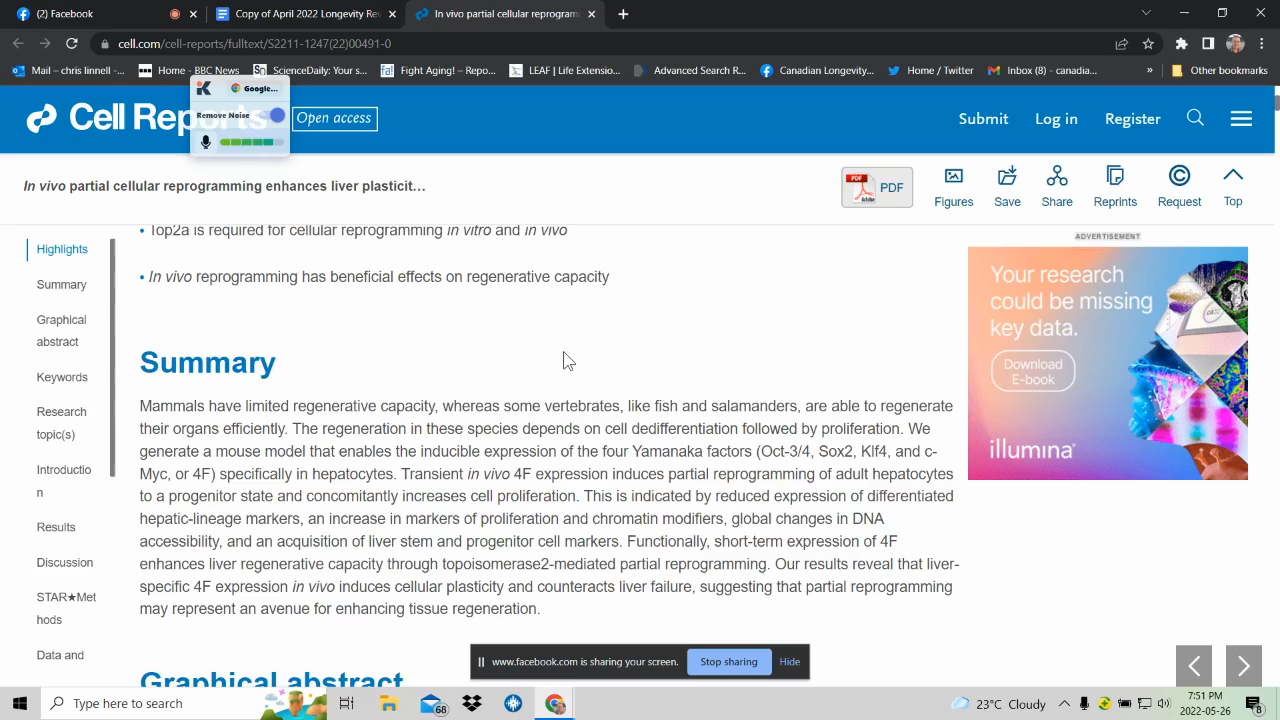 (2) Facebook
Copy of April 2022 Longevity Rev
In vivo partial cellular reprogramm
cell.com/cell-reports/fulltext/S2211-1247(22)00491-0
Mail – chris linnell –...
Home - BBC News
ScienceDaily: Your s...
Fight Aging! – Repo...
LEAF | Life Extensio...
Advanced Search R...
Canadian Longevity...
Twitter / Twitter
Inbox (8) - canadia...
»
Other bookmarks
Google...
Remove Noise
Cell Reports
Open access
Submit
Log in
Register
In vivo partial cellular reprogramming enhances liver plasticit…
PDF
PDF
Adobe
Figures
Save
Share
Reprints
Request
Top
Highlights
Summary
Graphical
abstract
Keywords
Research
topic(s)
Introductio
n
Results
Discussion
STAR★Met
hods
Data and
• Top2a is required for cellular reprogramming in vitro and in vivo
• In vivo reprogramming has beneficial effects on regenerative capacity
Summary
Mammals have limited regenerative capacity, whereas some vertebrates, like fish and salamanders, are able to regenerate
their organs efficiently. The regeneration in these species depends on cell dedifferentiation followed by proliferation. We
generate a mouse model that enables the inducible expression of the four Yamanaka factors (Oct-3/4, Sox2, Klf4, and c-
Myc, or 4F) specifically in hepatocytes. Transient in vivo 4F expression induces partial reprogramming of adult hepatocytes
to a progenitor state and concomitantly increases cell proliferation. This is indicated by reduced expression of differentiated
hepatic-lineage markers, an increase in markers of proliferation and chromatin modifiers, global changes in DNA
accessibility, and an acquisition of liver stem and progenitor cell markers. Functionally, short-term expression of 4F
enhances liver regenerative capacity through topoisomerase2-mediated partial reprogramming. Our results reveal that liver-
specific 4F expression in vivo induces cellular plasticity and counteracts liver failure, suggesting that partial reprogramming
may represent an avenue for enhancing tissue regeneration.
Graphical abstract
ADVERTISEMENT
Your research
could be missing
key data.
Download
E-book
illumina
www.facebook.com is sharing your screen.
Stop sharing
Hide
Type here to search
68
23°C Cloudy
7:51 PM
2022-05-26
8